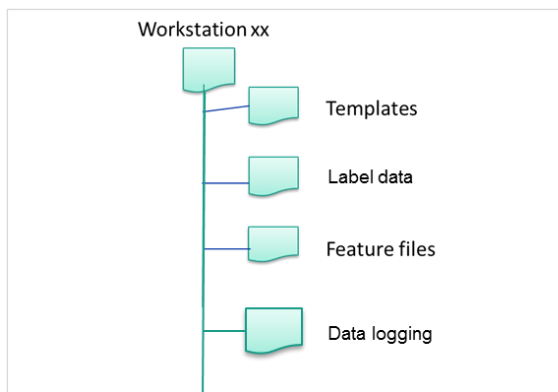 Workstation xx
Templates
Label data
Feature files
Data logging